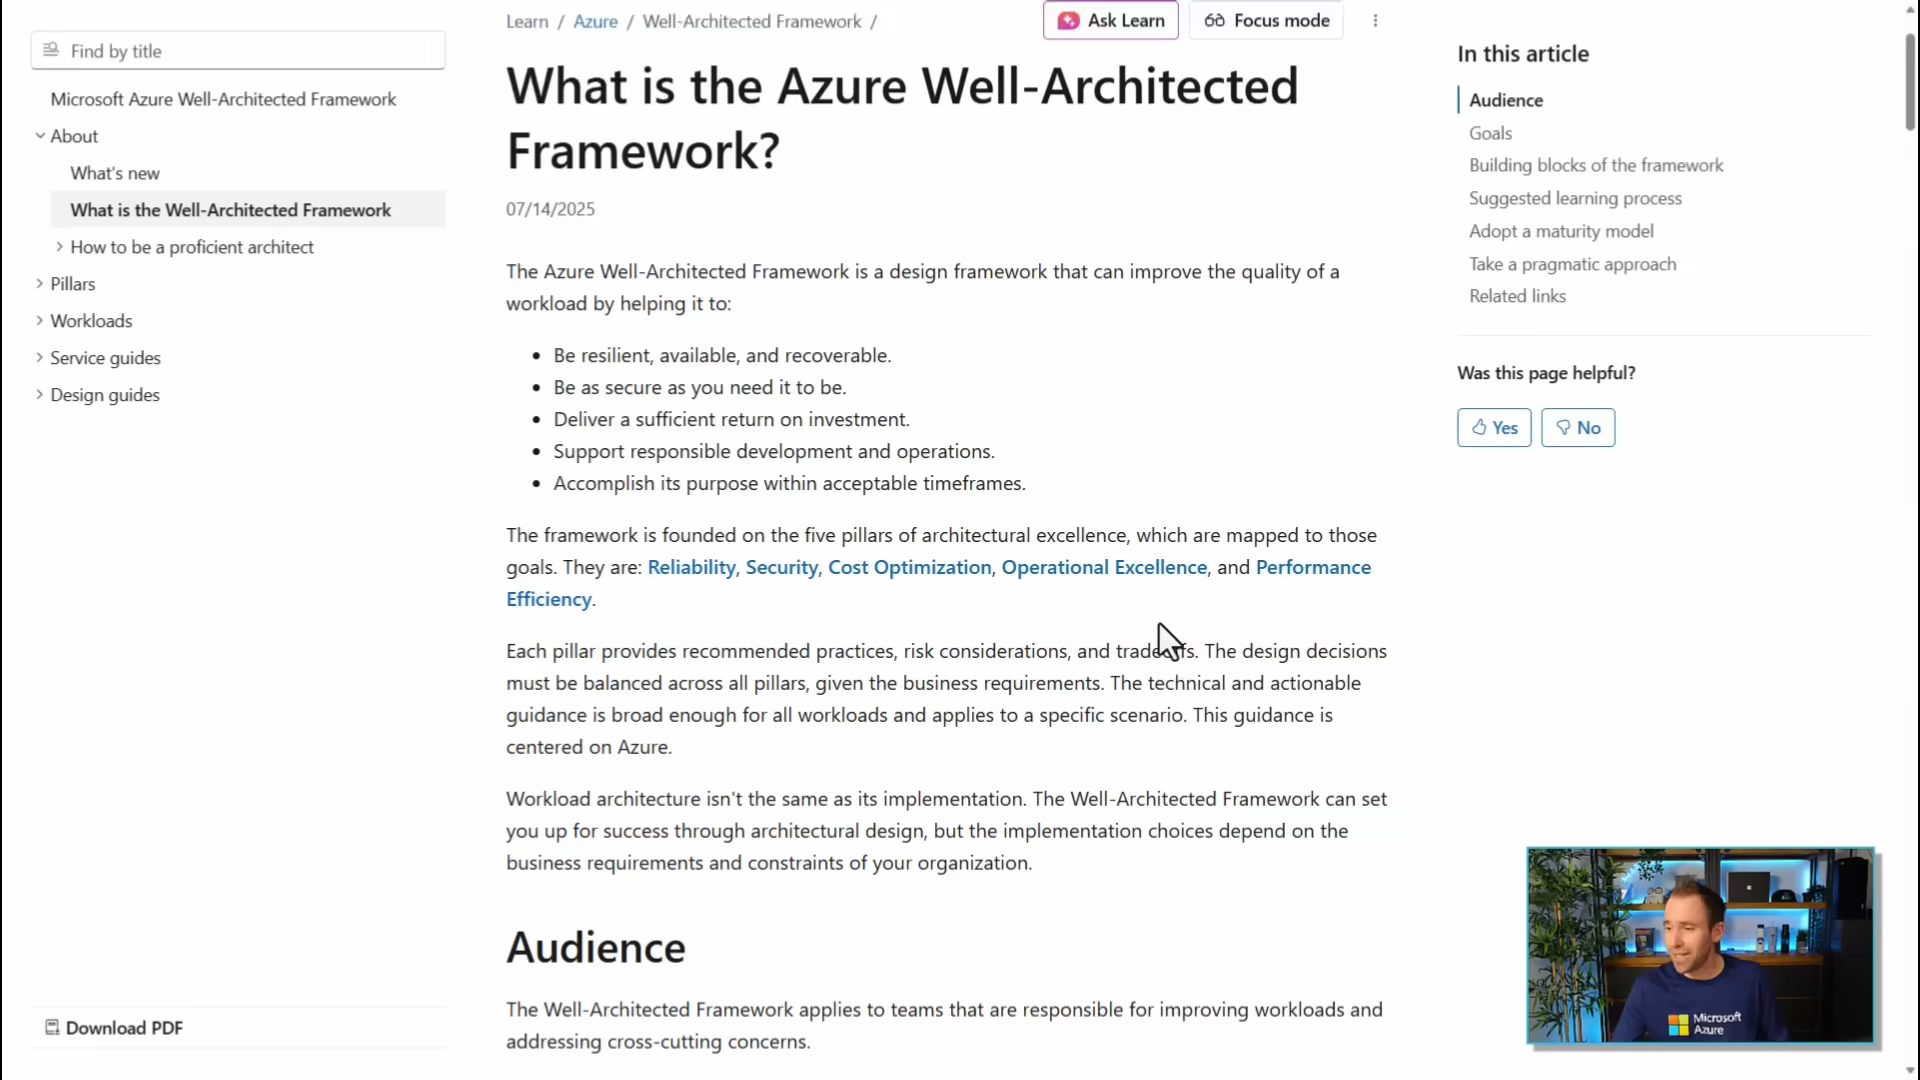 Find by title
Microsoft Azure Well-Architected Framework
About
What's new
What is the Well-Architected Framework
How to be a proficient architect
Pillars
Workloads
Service guides
Design guides
Download PDF
Learn / Azure / Well-Architected Framework /
Ask Learn
Focus mode
What is the Azure Well-Architected
Framework?
07/14/2025
The Azure Well-Architected Framework is a design framework that can improve the quality of a
workload by helping it to:
• Be resilient, available, and recoverable.
• Be as secure as you need it to be.
• Deliver a sufficient return on investment.
• Support responsible development and operations.
• Accomplish its purpose within acceptable timeframes.
The framework is founded on the five pillars of architectural excellence, which are mapped to those
goals. They are: Reliability, Security, Cost Optimization, Operational Excellence, and Performance
Efficiency.
Each pillar provides recommended practices, risk considerations, and tradeoffs. The design decisions
must be balanced across all pillars, given the business requirements. The technical and actionable
guidance is broad enough for all workloads and applies to a specific scenario. This guidance is
centered on Azure.
Workload architecture isn't the same as its implementation. The Well-Architected Framework can set
you up for success through architectural design, but the implementation choices depend on the
business requirements and constraints of your organization.
Audience
The Well-Architected Framework applies to teams that are responsible for improving workloads and
addressing cross-cutting concerns.
In this article
Audience
Goals
Building blocks of the framework
Suggested learning process
Adopt a maturity model
Take a pragmatic approach
Related links
Was this page helpful?
Yes
No
Microsoft
Azure